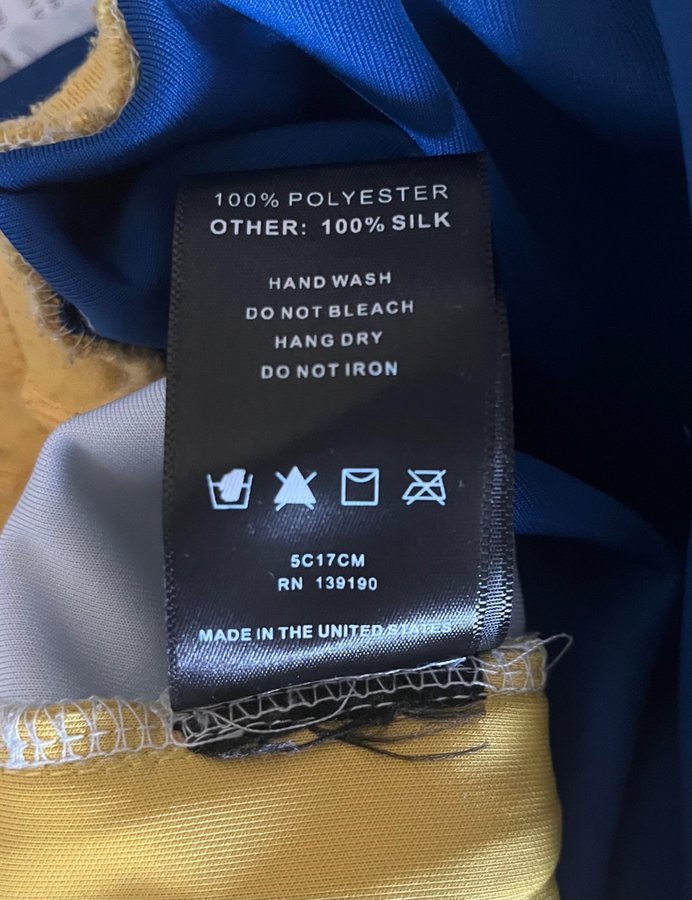 100% POLYESTER
OTHER: 100% SILK
HAND WASH
DO NOT BLEACH
HANG DRY
DO NOT IRON
5C17CM
RN 139190
MADE IN THE UNITED STATES